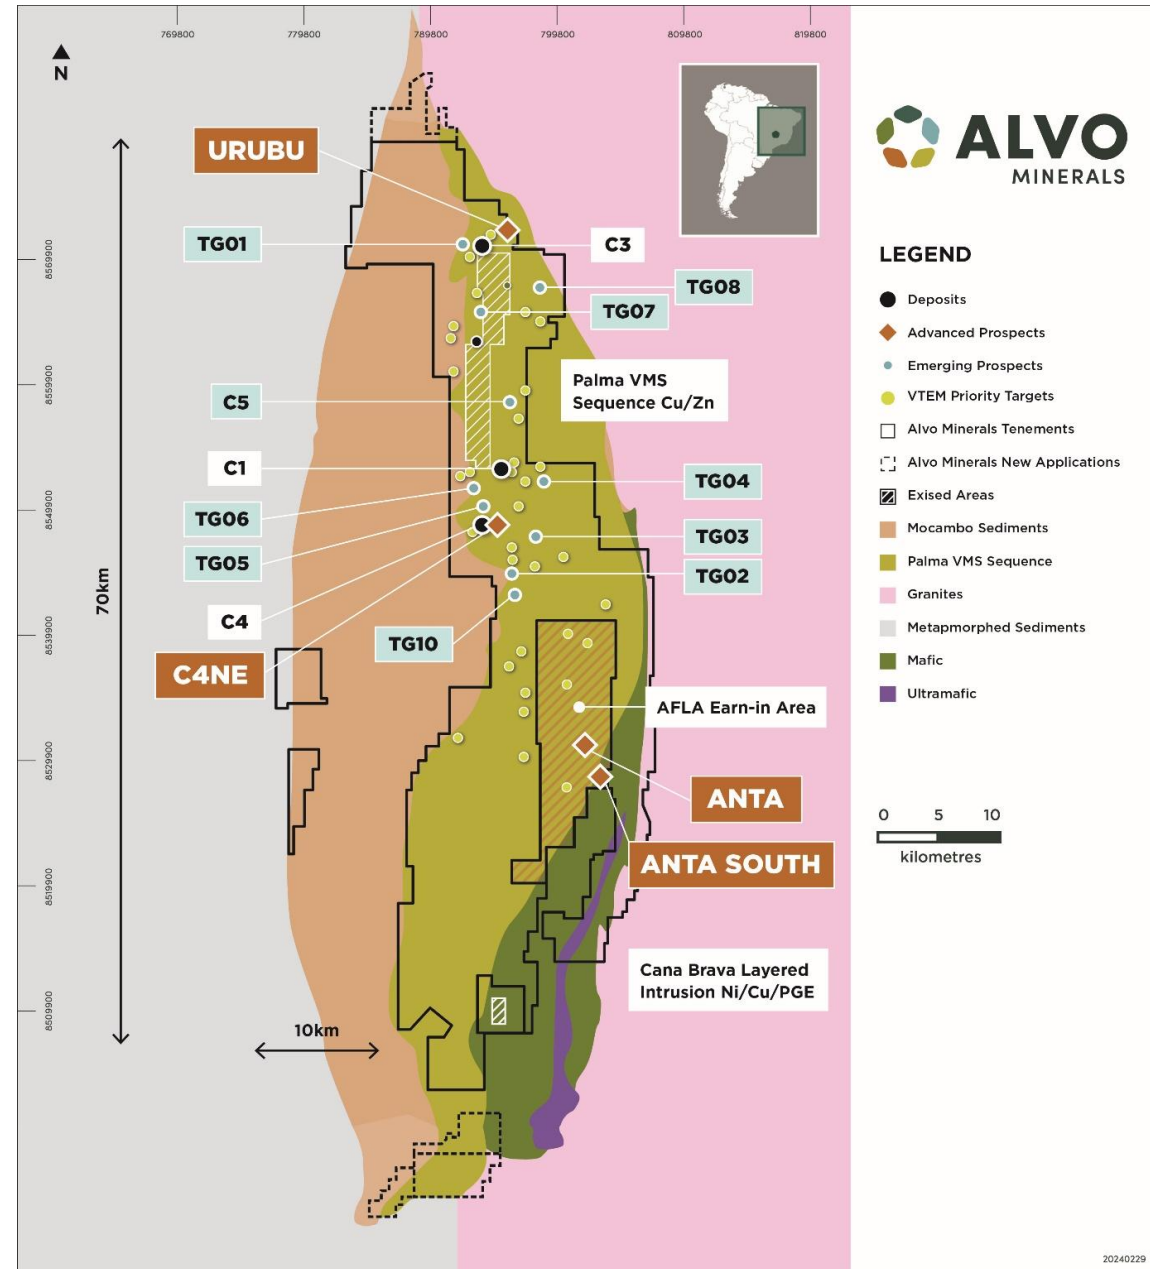 769800
779800
789800
799800
809800
819800
N
URUBU
ALVO
MINERALS
TG01
C3
8569900
LEGEND
TG08
Deposits
TG07
Advanced Prospects
Emerging Prospects
8559900
Palma VMS
Sequence Cu/Zn
VTEM Priority Targets
C5
Alvo Minerals Tenements
C1
Alvo Minerals New Applications
TG04
Exised Areas
8549900
TG06
Mocambo Sediments
TG03
TG05
Palma VMS Sequence
TG02
70km
Granites
C4
Metapmorphed Sediments
8539900
TG10
Mafic
C4NE
Ultramafic
AFLA Earn-in Area
8529900
ANTA
0 5 10
kilometres
ANTA SOUTH
8519900
Cana Brava Layered
Intrusion Ni/Cu/PGE
8509900
10km
20240229